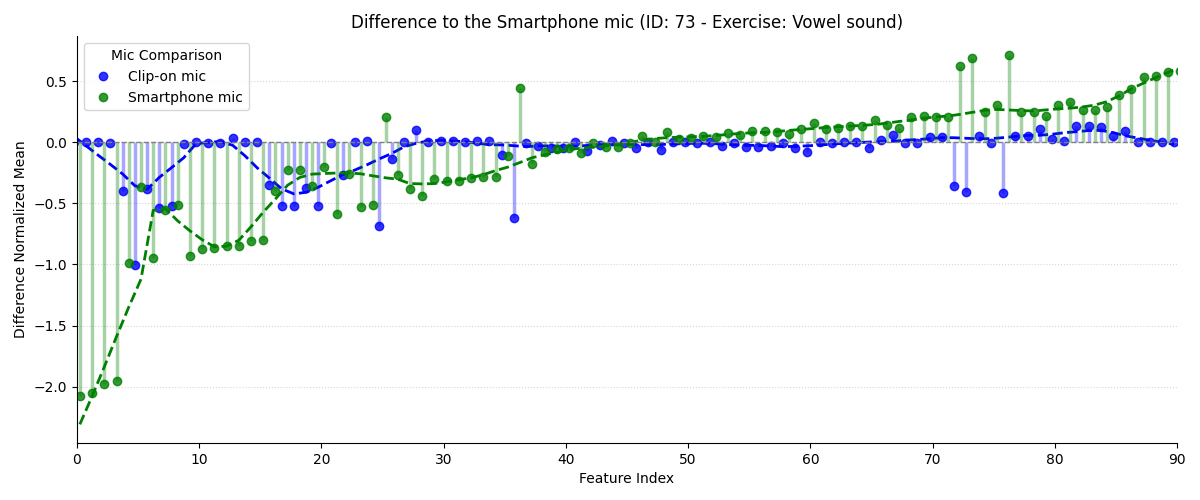 Difference to the Smartphone mic (ID: 73 - Exercise: Vowel sound)
Mic Comparison
Clip-on mic
Smartphone mic
Difference Normalized Mean
0.5
0.0
−0.5
−1.0
−1.5
−2.0
0 10 20 30 40 50 60 70 80 90
Feature Index